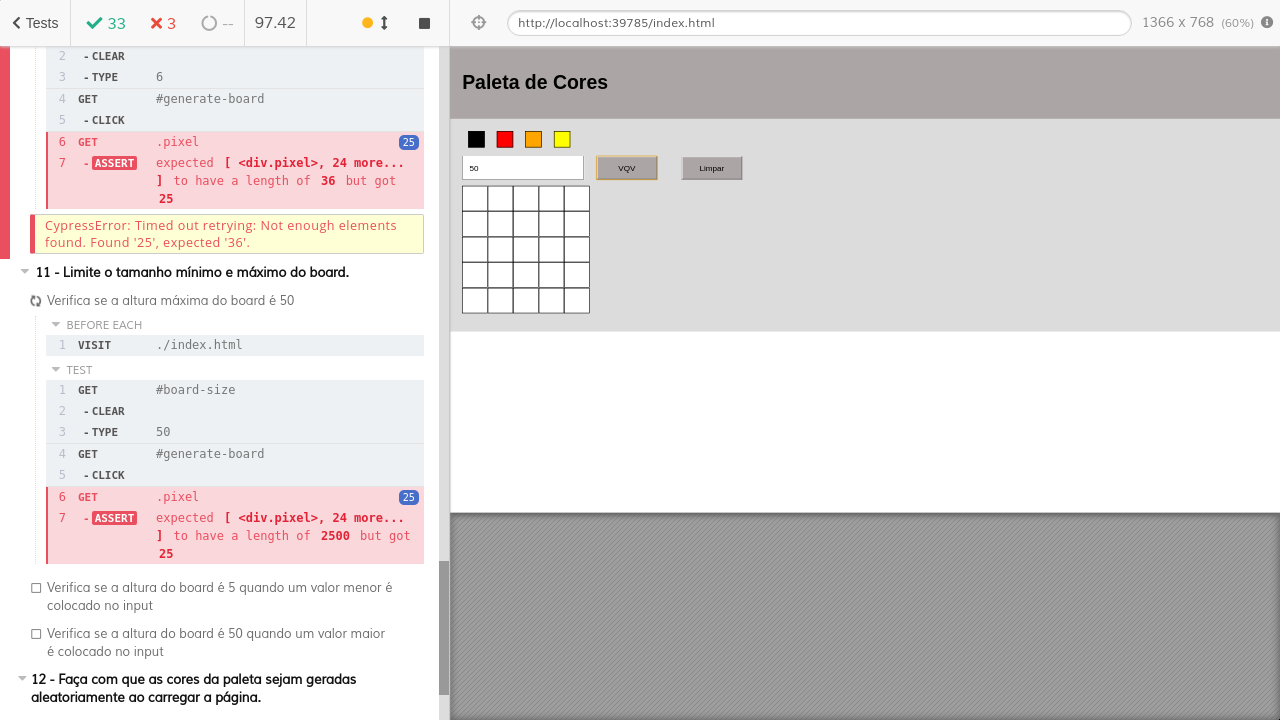 Tests 33 3 -- 97.42
http://localhost:39785/index.html 1366 x 768 (60%)
2 - CLEAR
3 - TYPE 6
4 GET #generate-board
5 - CLICK
6 GET .pixel 25
7 - ASSERT expected [ <div.pixel>, 24 more...
] to have a length of 36 but got
25
CypressError: Timed out retrying: Not enough elements
found. Found '25', expected '36'.
11 - Limite o tamanho mínimo e máximo do board.
Verifica se a altura máxima do board é 50
BEFORE EACH
1 VISIT ./index.html
TEST
1 GET #board-size
2 - CLEAR
3 - TYPE 50
4 GET #generate-board
5 - CLICK
6 GET .pixel 25
7 - ASSERT expected [ <div.pixel>, 24 more...
] to have a length of 2500 but got
25
Verifica se a altura do board é 5 quando um valor menor é
colocado no input
Verifica se a altura do board é 50 quando um valor maior
é colocado no input
12 - Faça com que as cores da paleta sejam geradas
aleatoriamente ao carregar a página.
Paleta de Cores
50 VQV Limpar